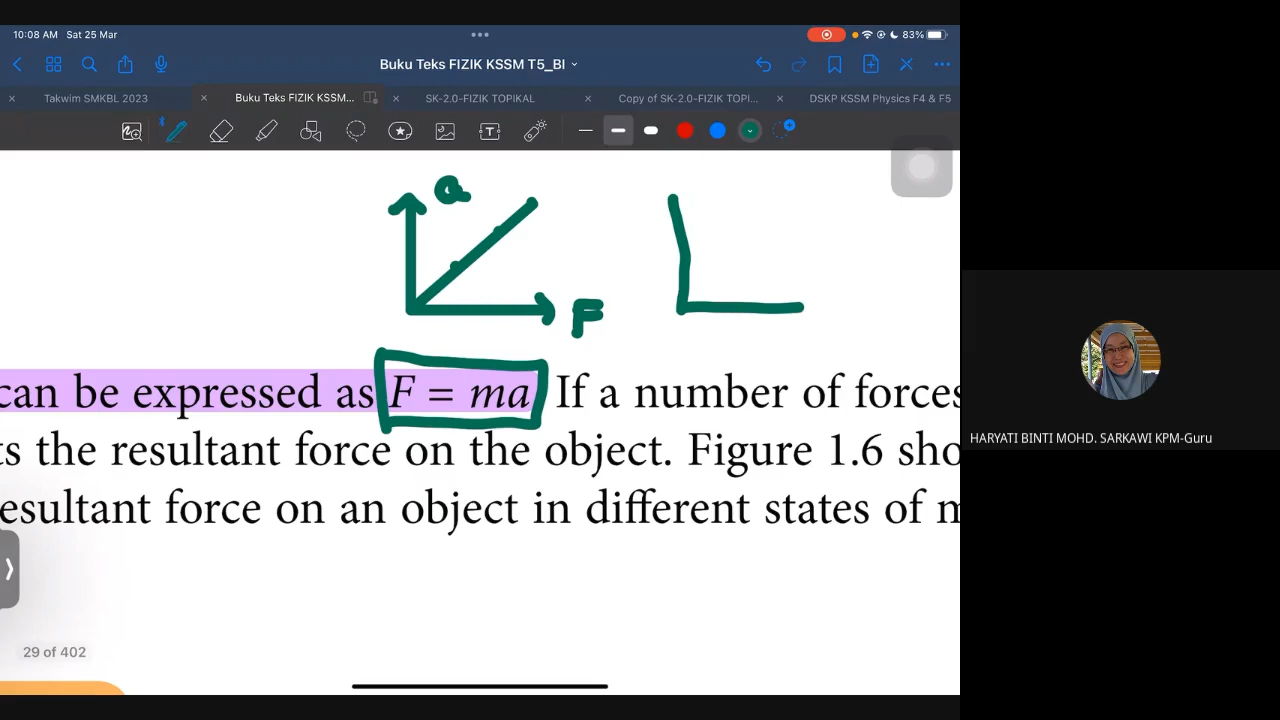 10:08 AM Sat 25 Mar
83%
Buku Teks FIZIK KSSM T5_BI
Takwim SMKBL 2023
Buku Teks FIZIK KSSM...
SK-2.0-FIZIK TOPIKAL
Copy of SK-2.0-FIZIK TOPI...
DSKP KSSM Physics F4 & F5
a
F
can be expressed as F = ma. If a number of forces
ts the resultant force on the object. Figure 1.6 sho
esultant force on an object in different states of m
29 of 402
HARYATI BINTI MOHD. SARKAWI KPM-Guru